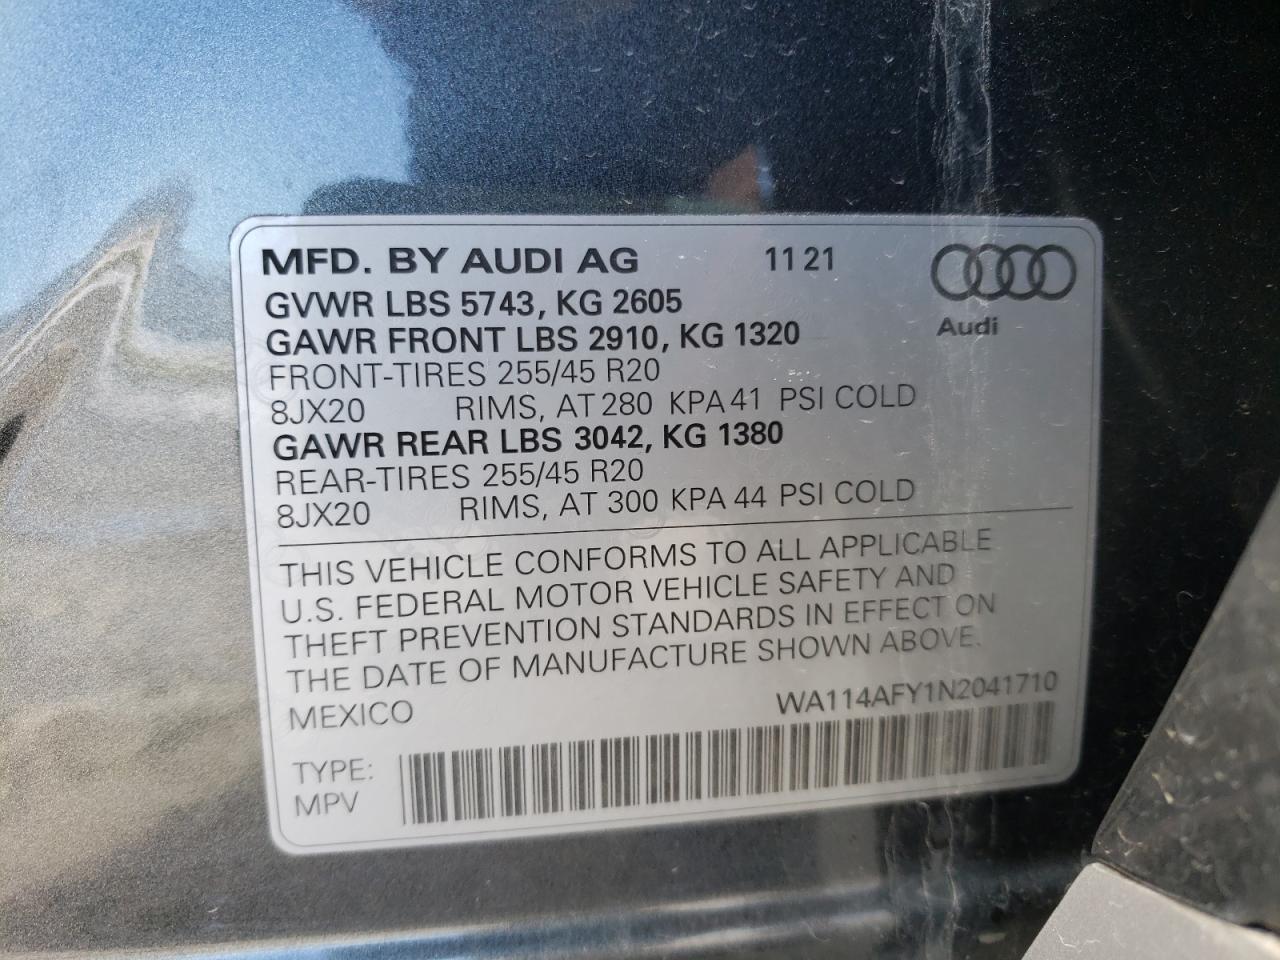 MFD. BY AUDI AG 11 21
GVWR LBS 5743, KG 2605
GAWR FRONT LBS 2910, KG 1320
Audi
FRONT-TIRES 255/45 R20
8JX20 RIMS, AT 280 KPA 41 PSI COLD
GAWR REAR LBS 3042, KG 1380
REAR-TIRES 255/45 R20
8JX20 RIMS, AT 300 KPA 44 PSI COLD
THIS VEHICLE CONFORMS TO ALL APPLICABLE
U.S. FEDERAL MOTOR VEHICLE SAFETY AND
THEFT PREVENTION STANDARDS IN EFFECT ON
THE DATE OF MANUFACTURE SHOWN ABOVE.
MEXICO WA114AFY1N2041710
TYPE:
MPV